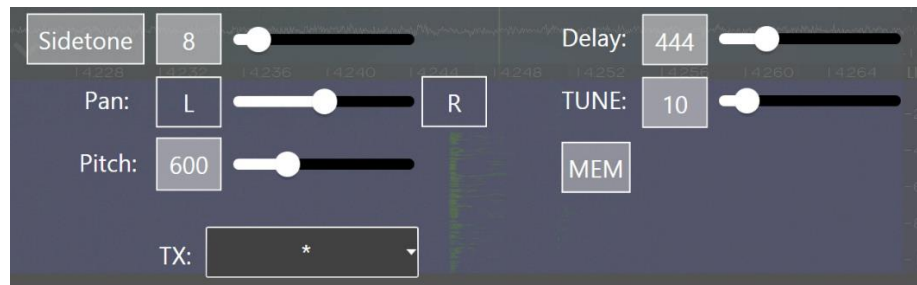 Sidetone 8 Delay: 444
14228 14232 14236 14240 14244 14248 14252 14256 14260 14264
Pan: L R TUNE: 10
Pitch: 600 MEM
TX: *